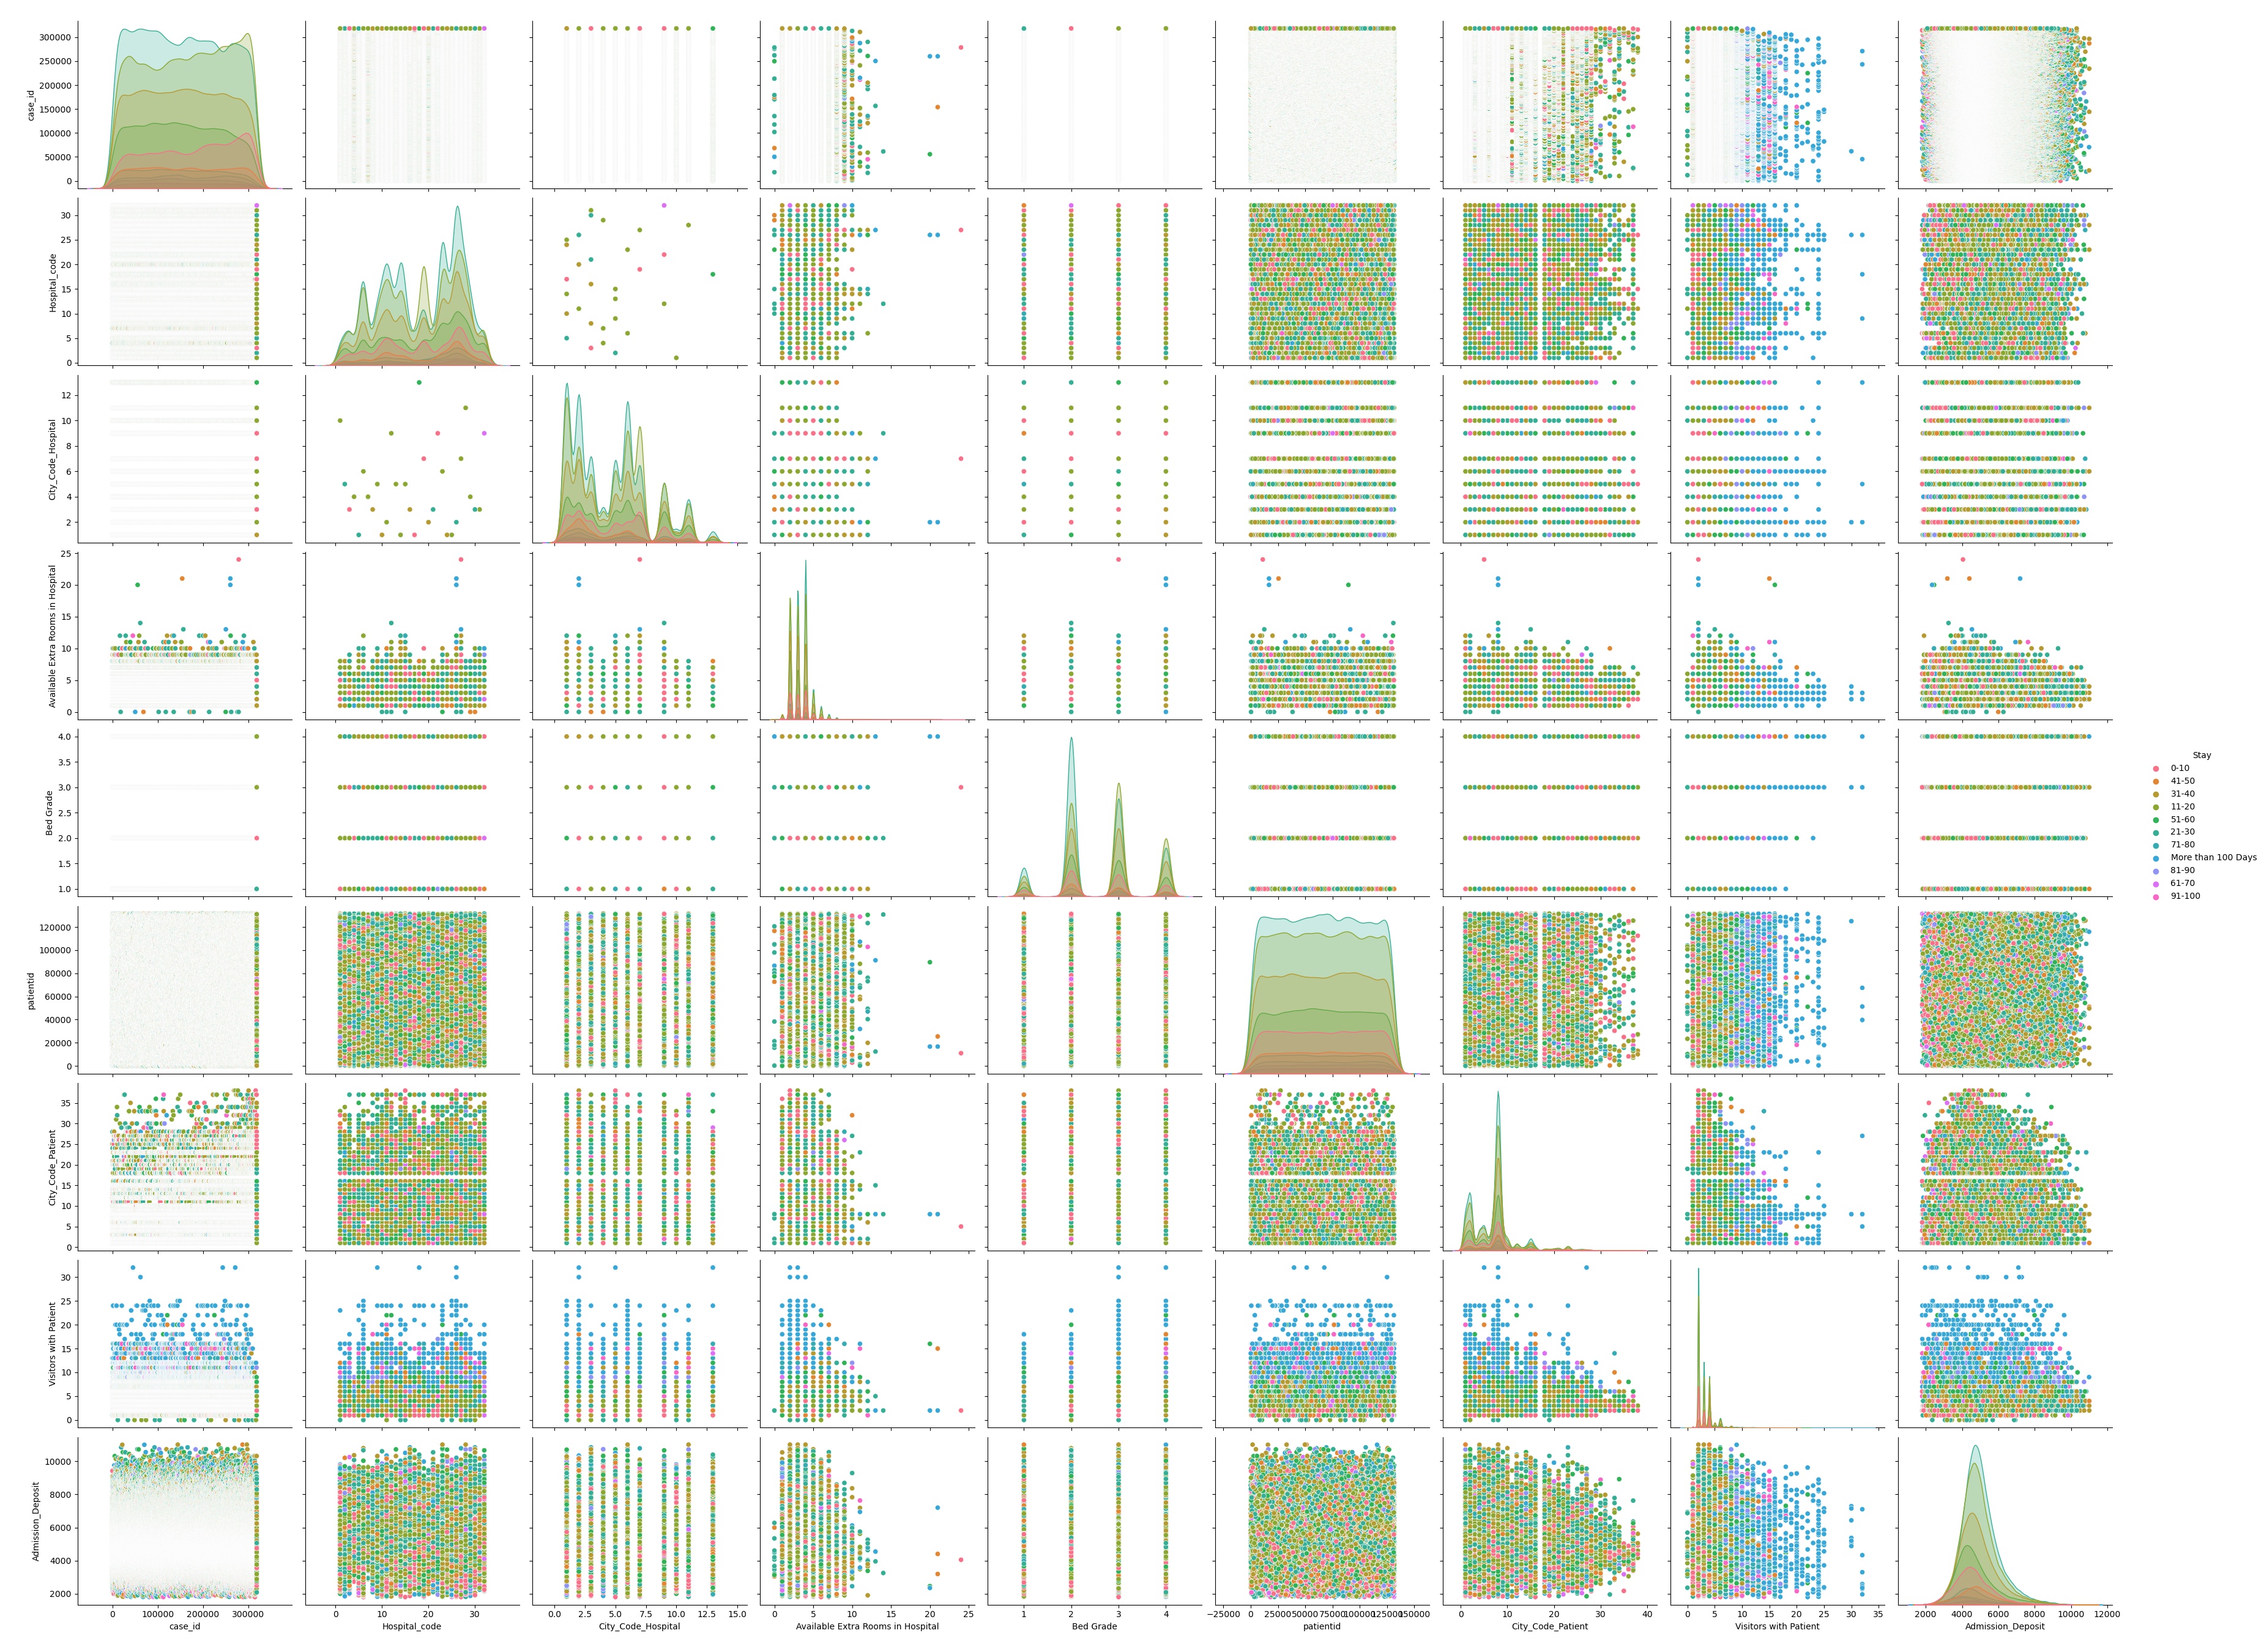 300000
250000
200000
150000
100000
50000
0
case_id
30
25
20
15
10
5
0
Hospital_code
12
10
8
6
4
2
City_Code_Hospital
25
20
15
10
5
0
Available Extra Rooms in Hospital
4.0
3.5
3.0
2.5
2.0
1.5
1.0
Bed Grade
Stay
0-10
41-50
31-40
11-20
51-60
21-30
71-80
More than 100 Days
81-90
61-70
91-100
120000
100000
80000
60000
40000
20000
0
patientid
35
30
25
20
15
10
5
0
City_Code_Patient
30
25
20
15
10
5
0
Visitors with Patient
10000
8000
6000
4000
2000
Admission_Deposit
0 100000 200000 300000
case_id
0 10 20 30
Hospital_code
0.0 2.5 5.0 7.5 10.0 12.5 15.0
City_Code_Hospital
0 5 10 15 20 25
Available Extra Rooms in Hospital
1 2 3 4
Bed Grade
−25000 0 25000 50000 75000 100000 125000 150000
patientid
0 10 20 30 40
City_Code_Patient
0 5 10 15 20 25 30 35
Visitors with Patient
2000 4000 6000 8000 10000 12000
Admission_Deposit